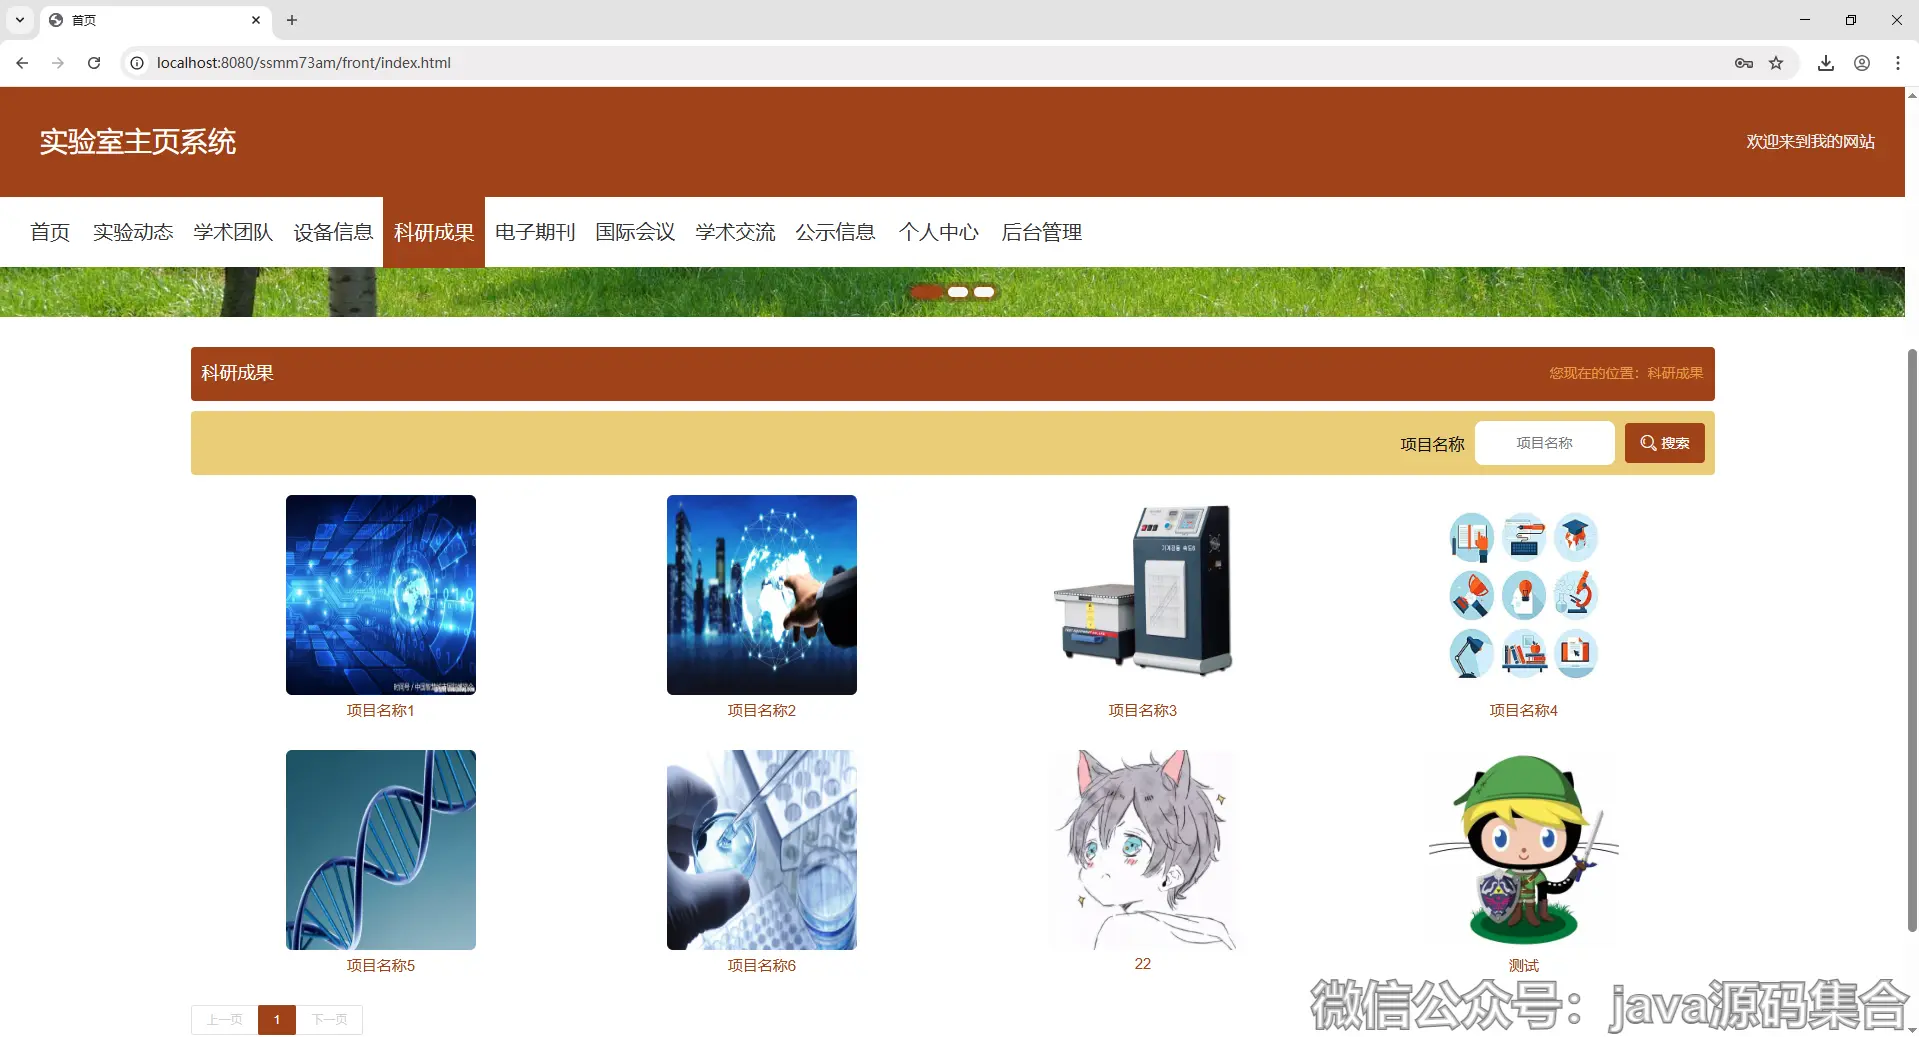 首页
localhost:8080/ssmm73am/front/index.html
实验室主页系统
欢迎来到我的网站
首页 实验动态 学术团队 设备信息 科研成果 电子期刊 国际会议 学术交流 公示信息 个人中心 后台管理
科研成果
您现在的位置：科研成果
项目名称 项目名称 搜索
项目名称1 项目名称2 项目名称3 项目名称4
项目名称5 项目名称6 22 测试
上一页 1 下一页
微信公众号：java源码集合